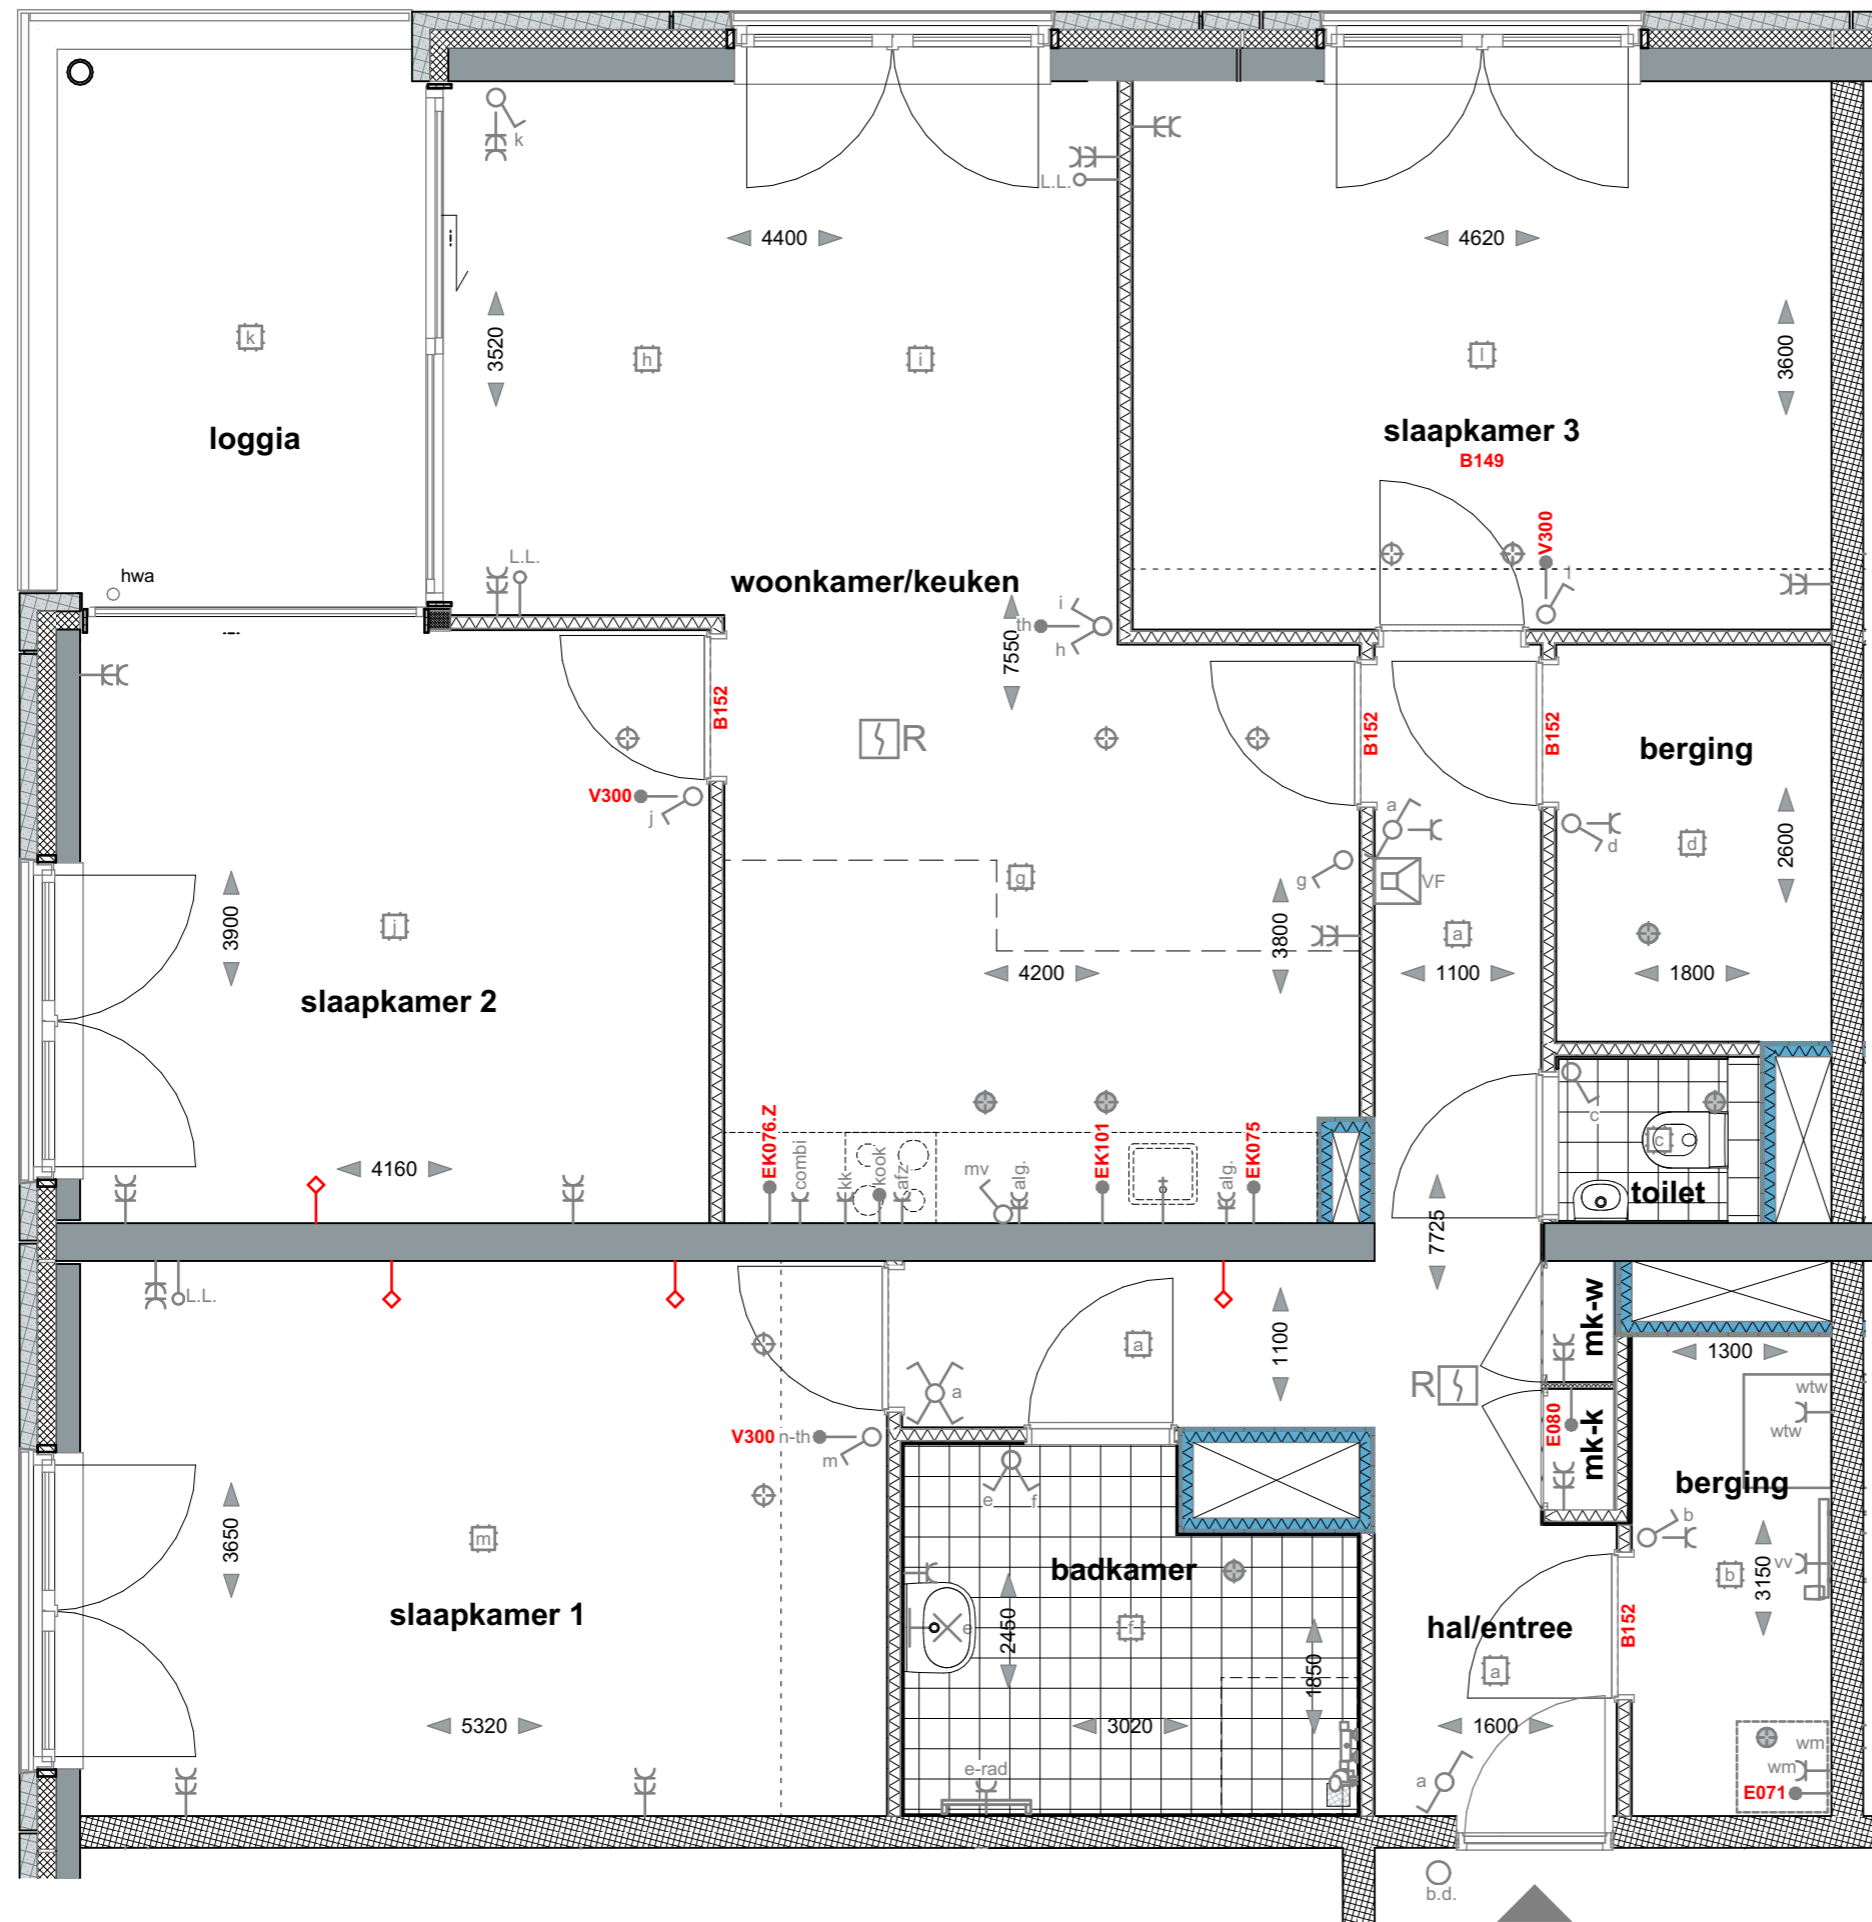 k
L.L.
4400
4620
3520
3600
k
h
i
l
loggia
slaapkamer 3
B149
V300
l
hwa
L.L.
woonkamer/keuken
i
th
h
7550
B152
B152
B152
R
berging
V300
j
a
d
d
2600
g
g
VF
3900
j
3800
a
4200
1100
1800
slaapkamer 2
EK076.Z
combi
kk
kook
afz
mv
alg.
EK101
alg.
EK075
c
c
toilet
4160
7725
L.L.
mk-w
a
1100
1300
R
a
wtw
wtw
E080
mk-k
V300
n-th
m
e
f
berging
b
3650
m
badkamer
vv
b
3150
slaapkamer 1
e
2450
f
hal/entree
B152
1850
a
5320
3020
1600
wm
e-rad
a
wm
E071
b.d.